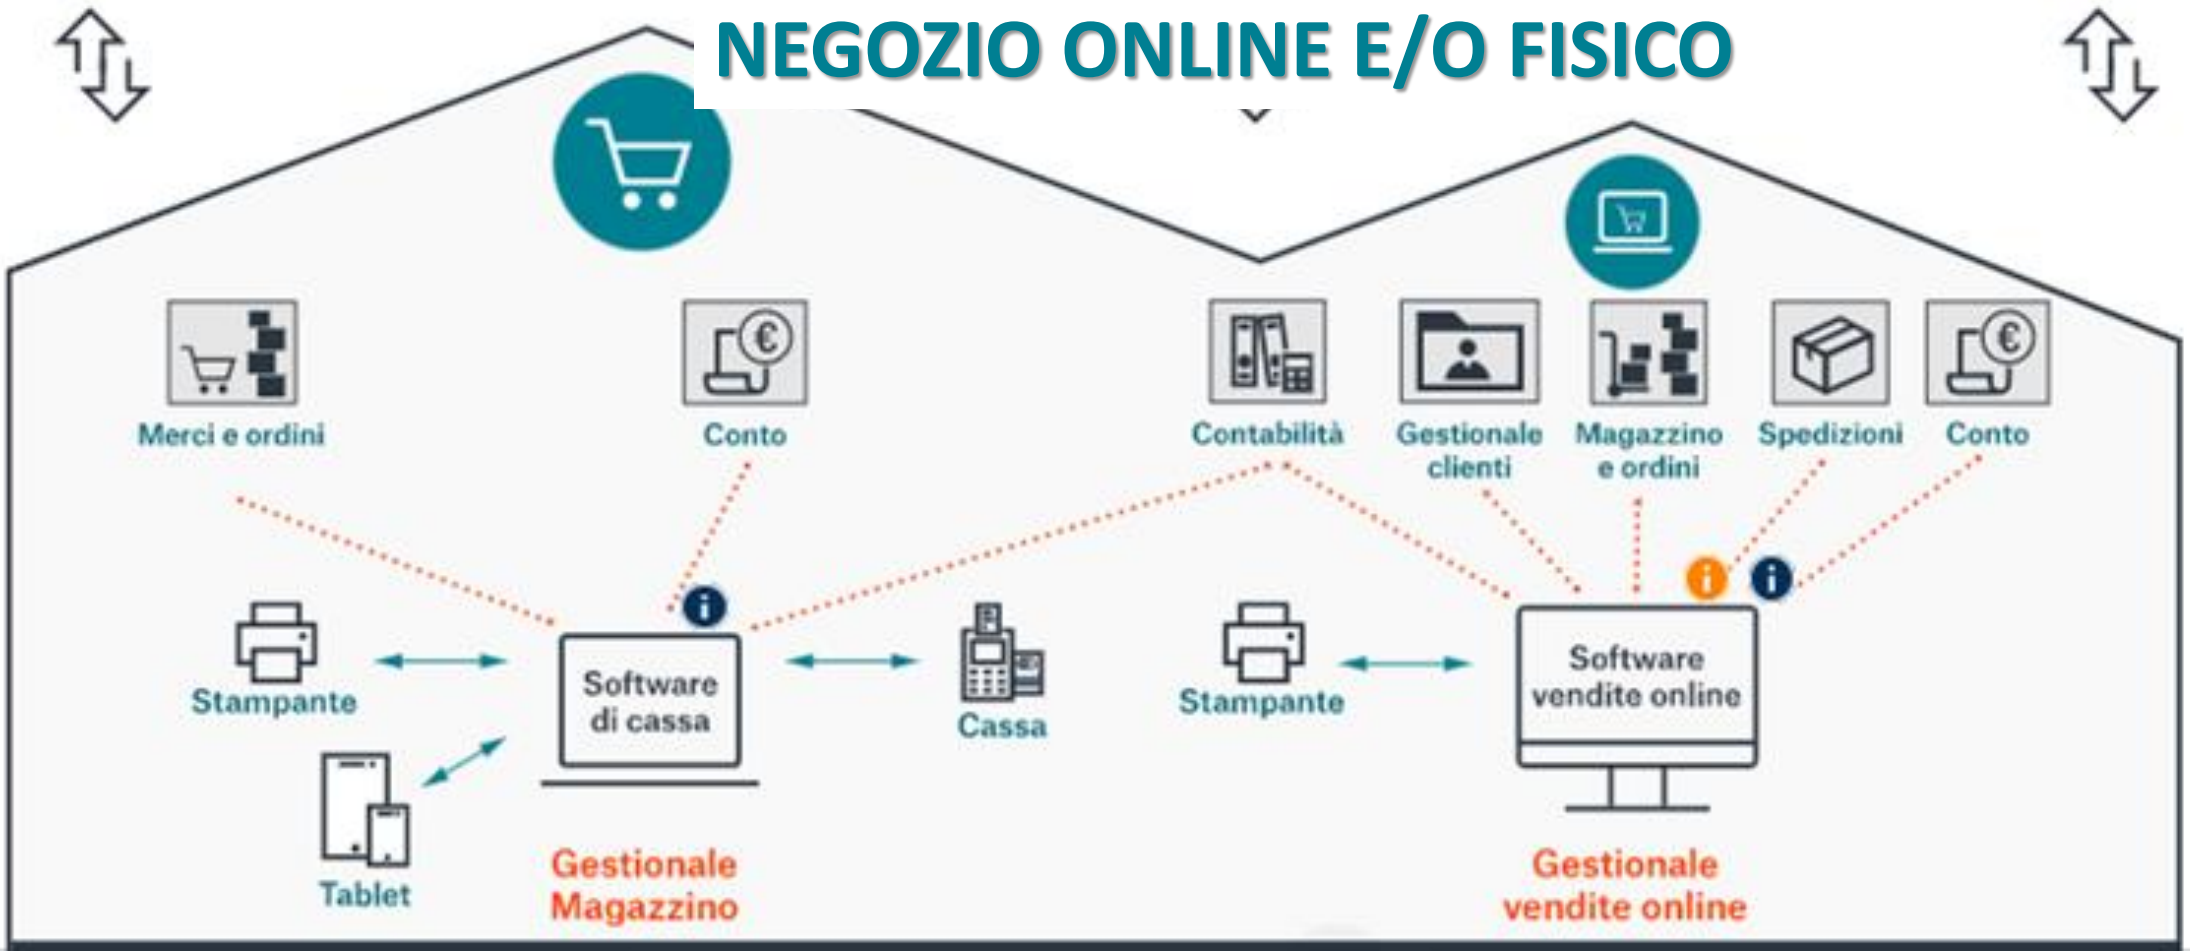 NEGOZIO ONLINE E/O FISICO
Merci e ordini
Conto
Contabilità
Gestionale
clienti
Magazzino
e ordini
Spedizioni
Conto
Stampante
Software
di cassa
Cassa
Tablet
Gestionale
Magazzino
Stampante
Software
vendite online
Gestionale
vendite online